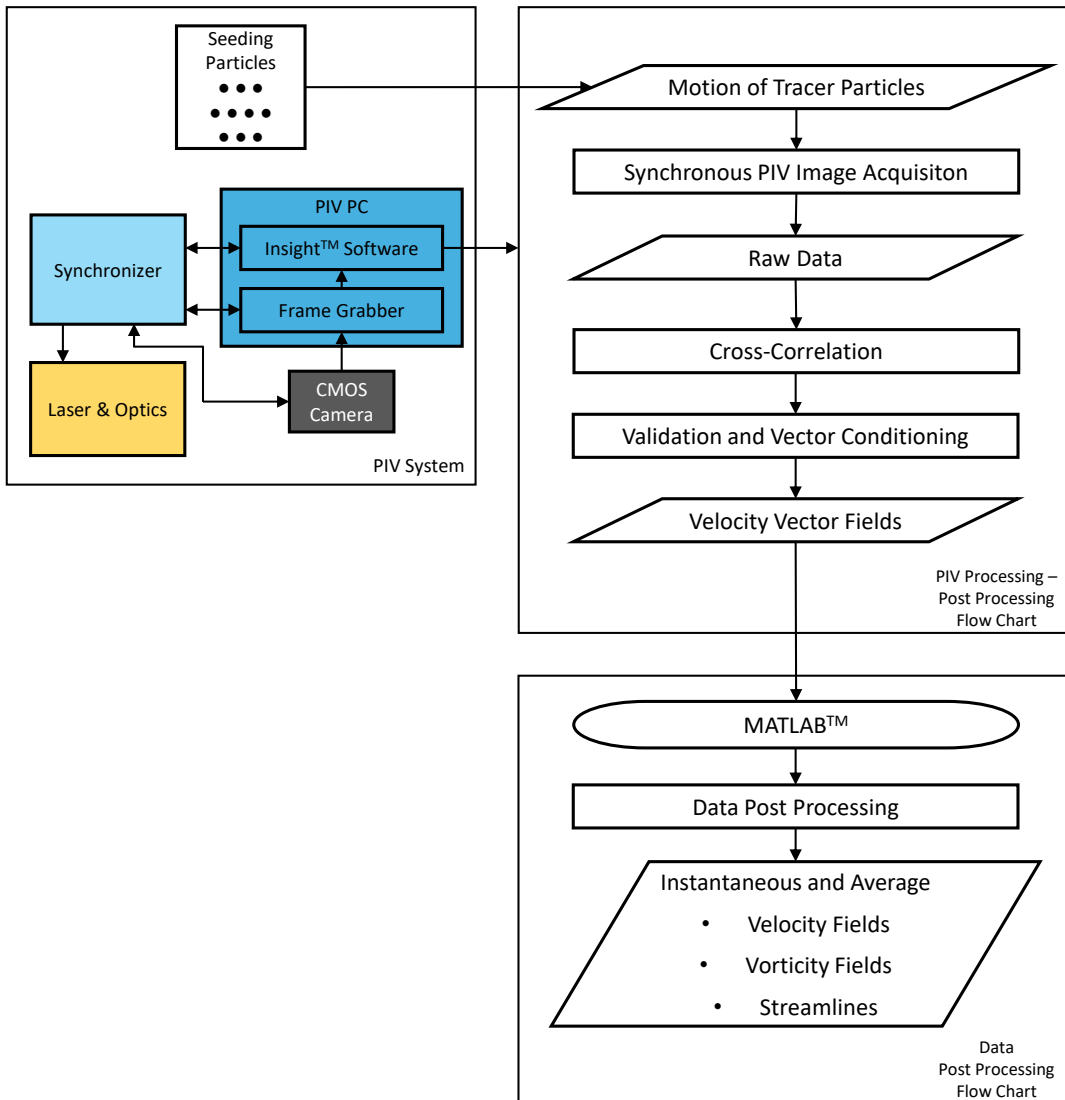 Seeding
Particles
PIV PC
Insight™ Software
Synchronizer
Frame Grabber
Laser & Optics
CMOS
Camera
PIV System
Motion of Tracer Particles
Synchronous PIV Image Acquisiton
Raw Data
Cross-Correlation
Validation and Vector Conditioning
Velocity Vector Fields
PIV Processing –
Post Processing
Flow Chart
MATLAB™
Data Post Processing
Instantaneous and Average
• Velocity Fields
• Vorticity Fields
• Streamlines
Data
Post Processing
Flow Chart